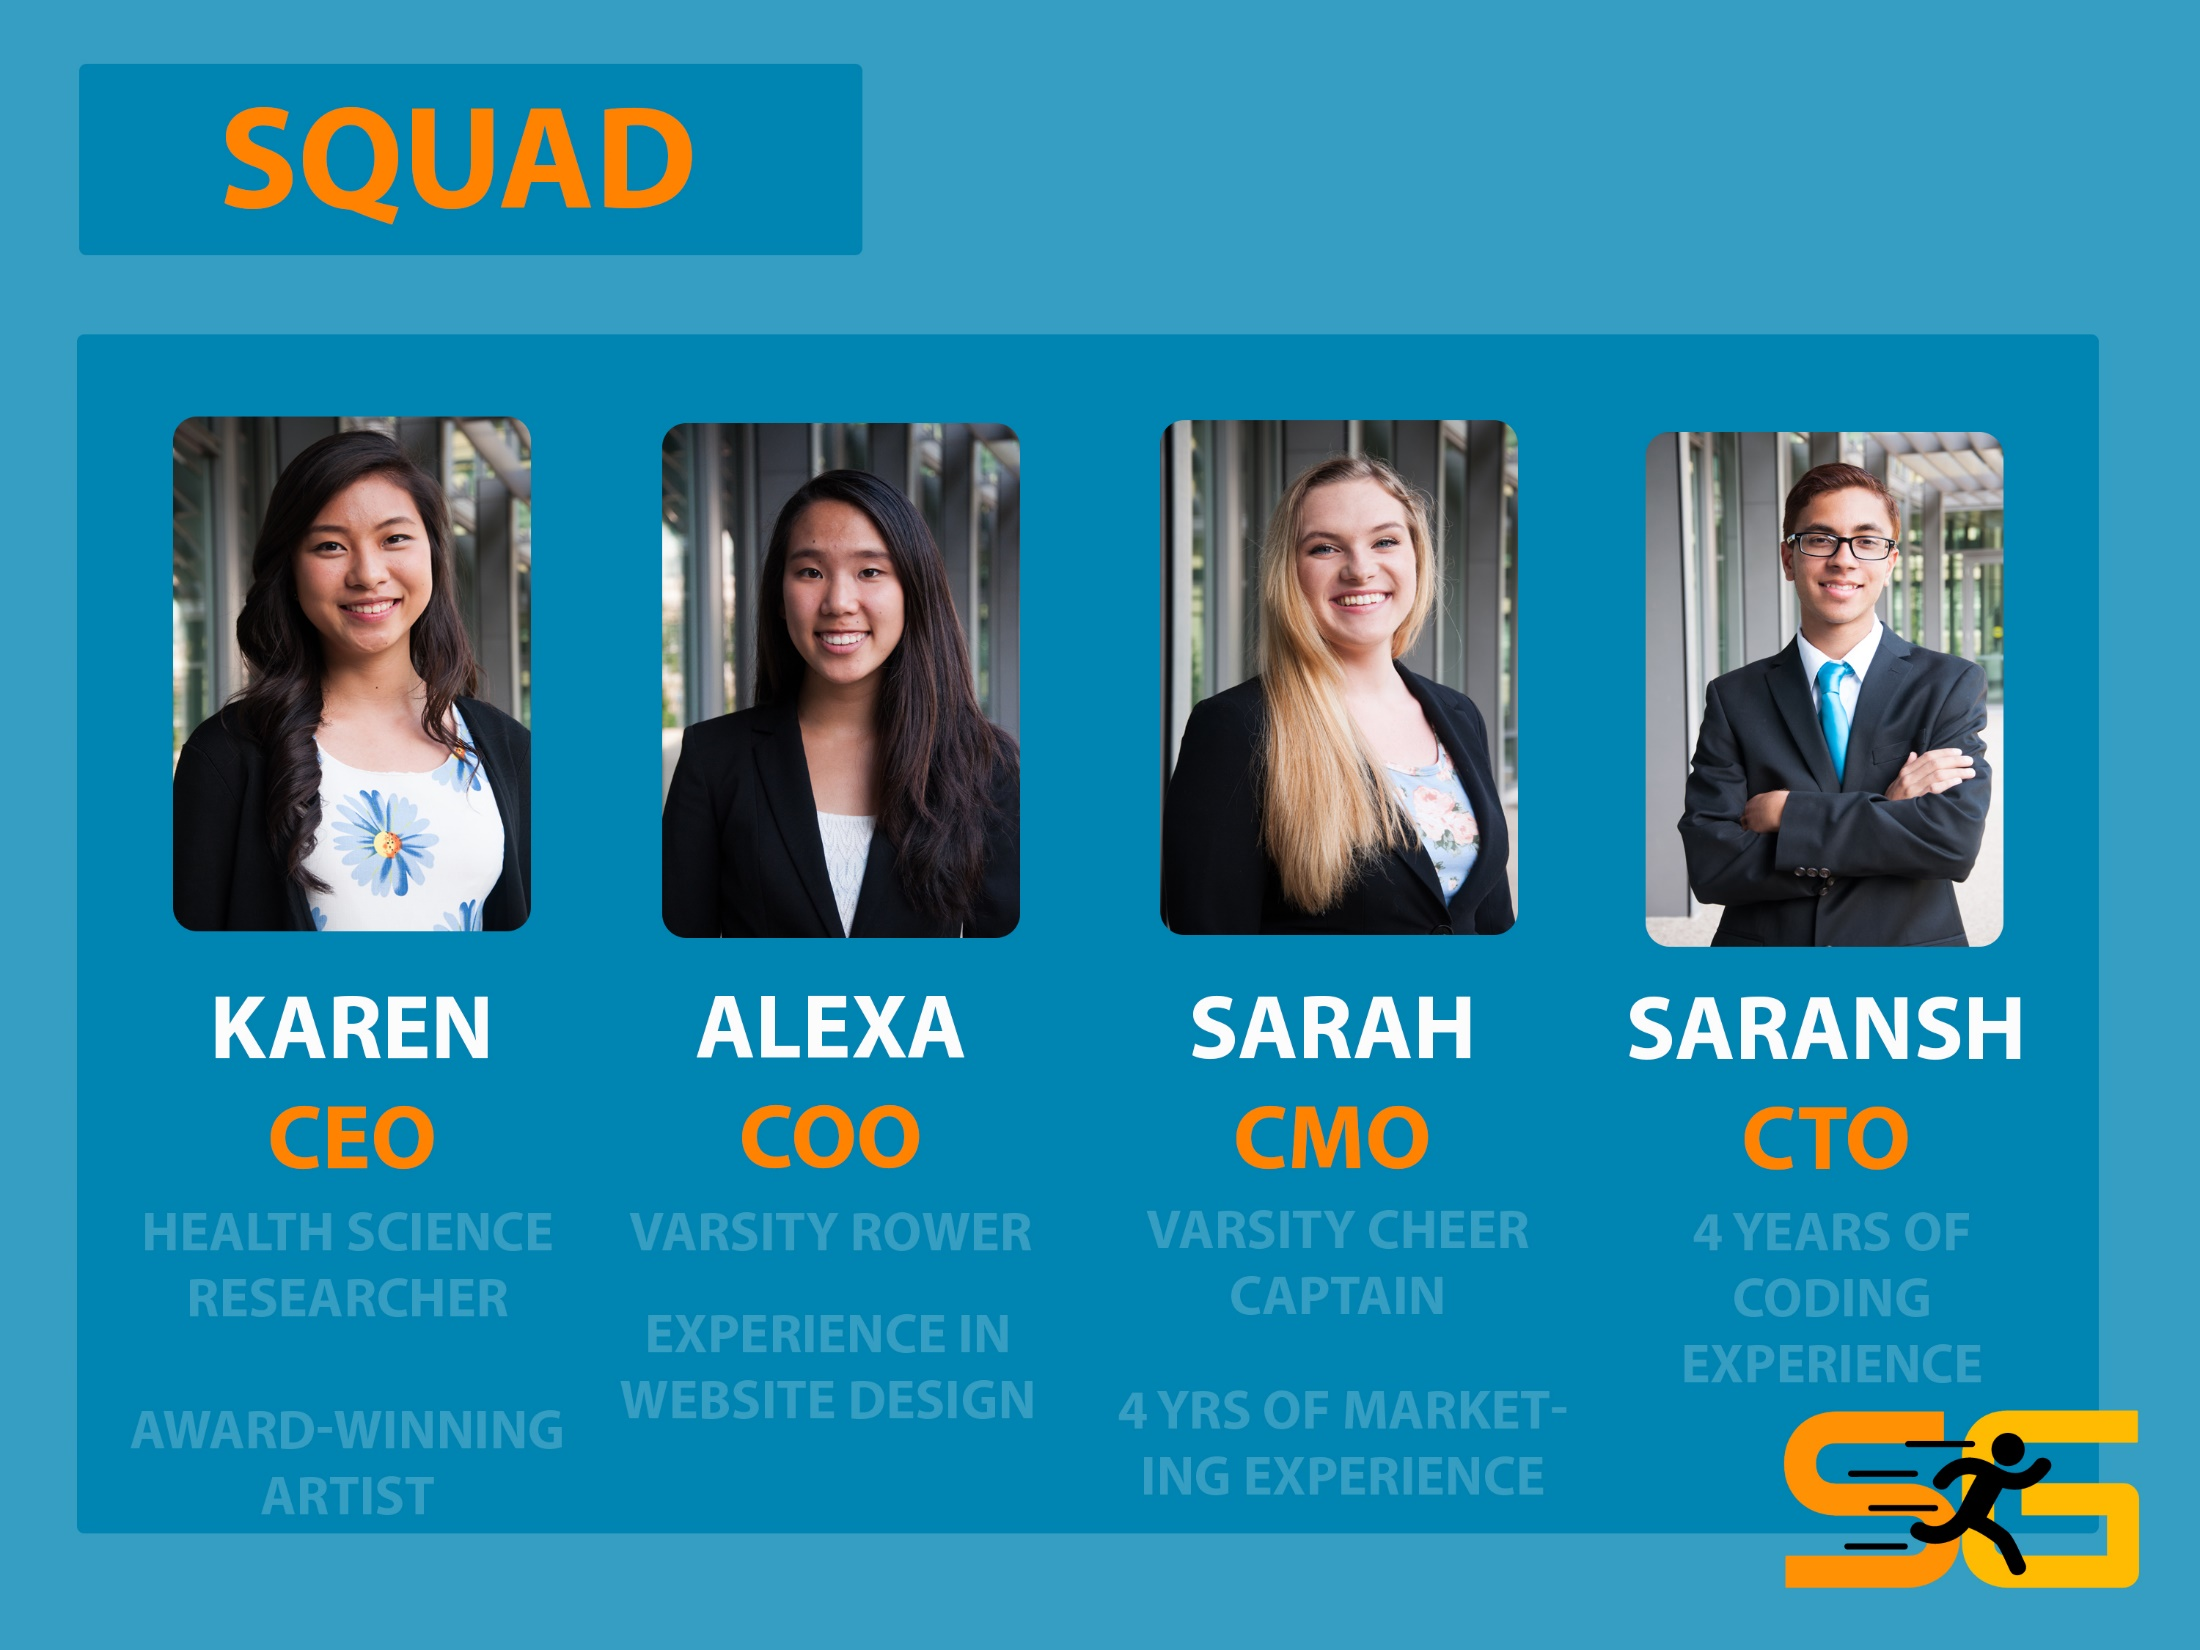 SQUAD
KAREN
CEO
HEALTH SCIENCE
RESEARCHER
AWARD-WINNING
ARTIST
ALEXA
COO
VARSITY ROWER
EXPERIENCE IN
WEBSITE DESIGN
SARAH
CMO
VARSITY CHEER
CAPTAIN
4 YRS OF MARKET-
ING EXPERIENCE
SARANSH
CTO
4 YEARS OF
CODING
EXPERIENCE
SG